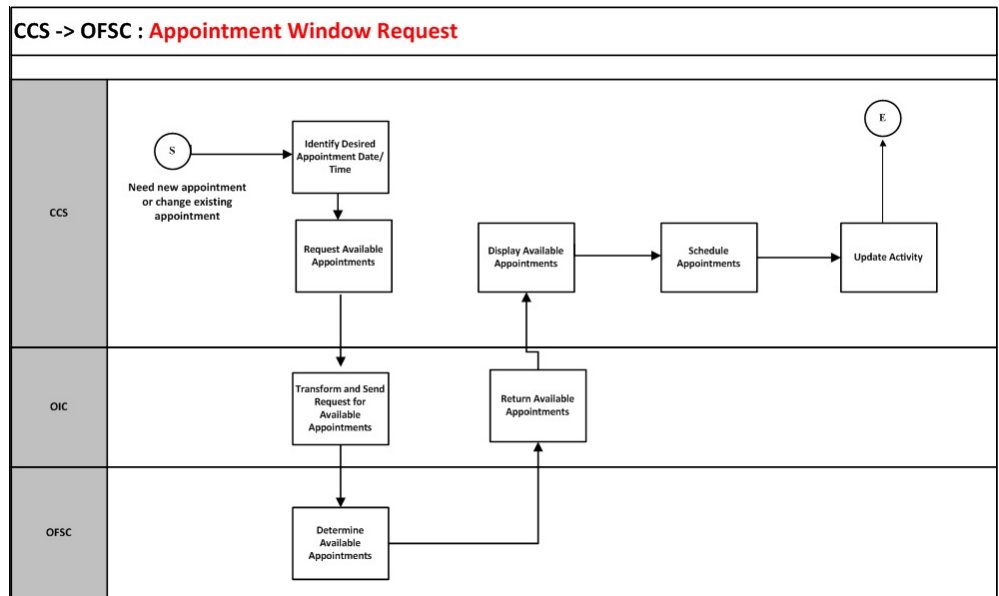 CCS -> OFSC : Appointment Window Request
CCS
S
Need new appointment
or change existing
appointment
Identify Desired
Appointment Date/
Time
Request Available
Appointments
Display Available
Appointments
Schedule
Appointments
Update Activity
E
OIC
Transform and Send
Request for
Available
Appointments
Return Available
Appointments
OFSC
Determine
Available
Appointments